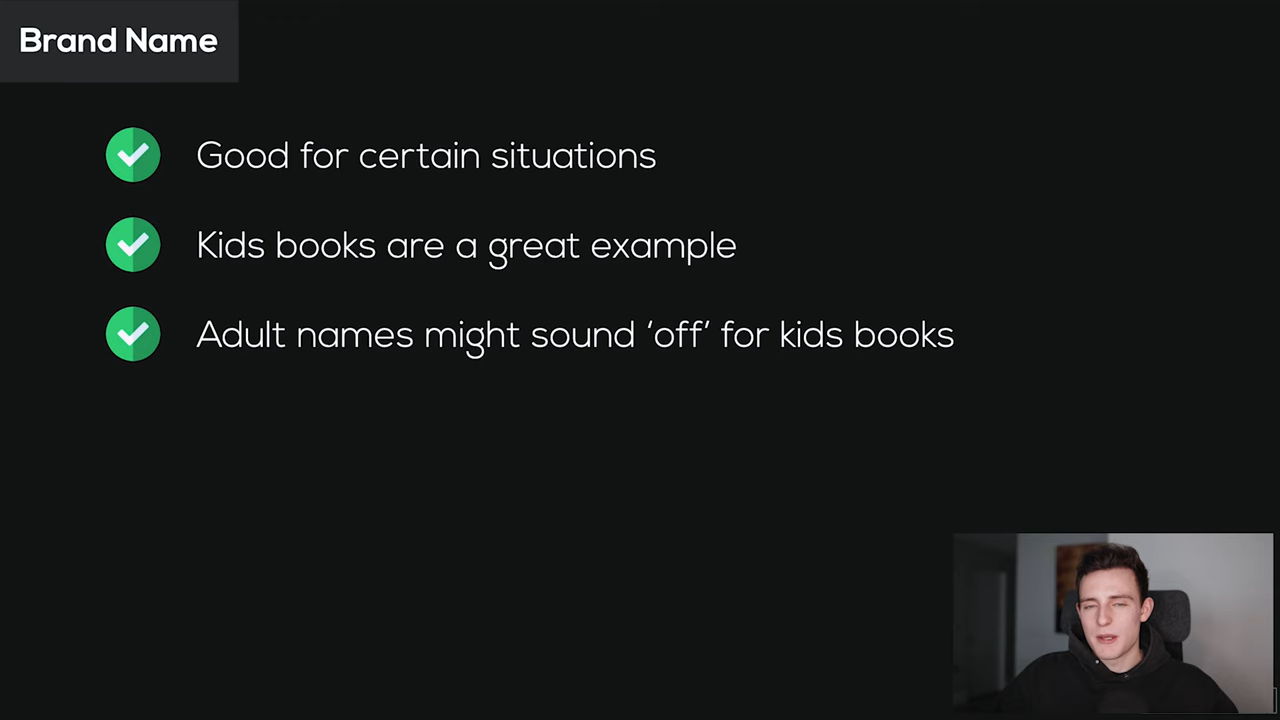 Brand Name
Good for certain situations
Kids books are a great example
Adult names might sound ‘off’ for kids books